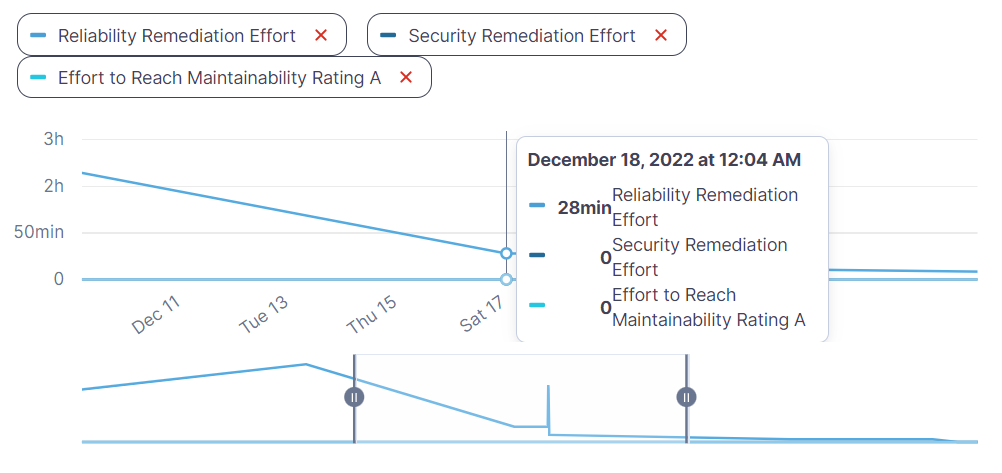 Reliability Remediation Effort ×
Security Remediation Effort ×
Effort to Reach Maintainability Rating A ×
3h
2h
50min
0
Dec 11
Tue 13
Thu 15
Sat 17
December 18, 2022 at 12:04 AM
28min Reliability Remediation
Effort
0 Security Remediation
Effort
0 Effort to Reach
Maintainability Rating A